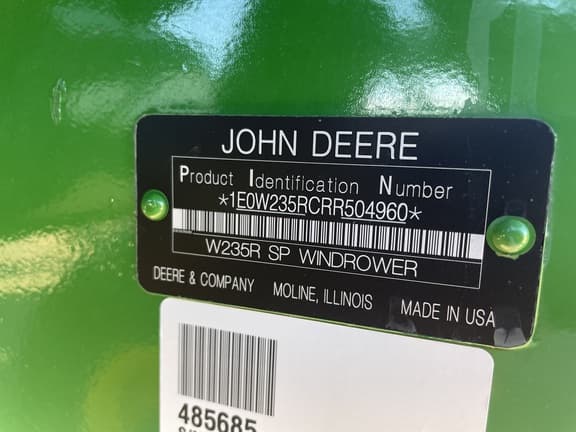 JOHN DEERE
Product Identification Number
*1E0W235RCRR504960*
W235R SP WINDROWER
DEERE & COMPANY MOLINE, ILLINOIS MADE IN USA
485685